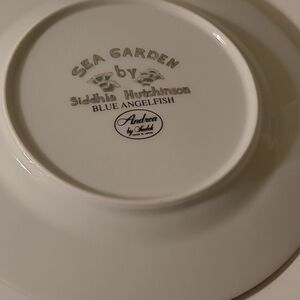 SEA GARDEN
by
Siddhia Hutchinson
BLUE ANGELFISH
Andrea
by Sadek